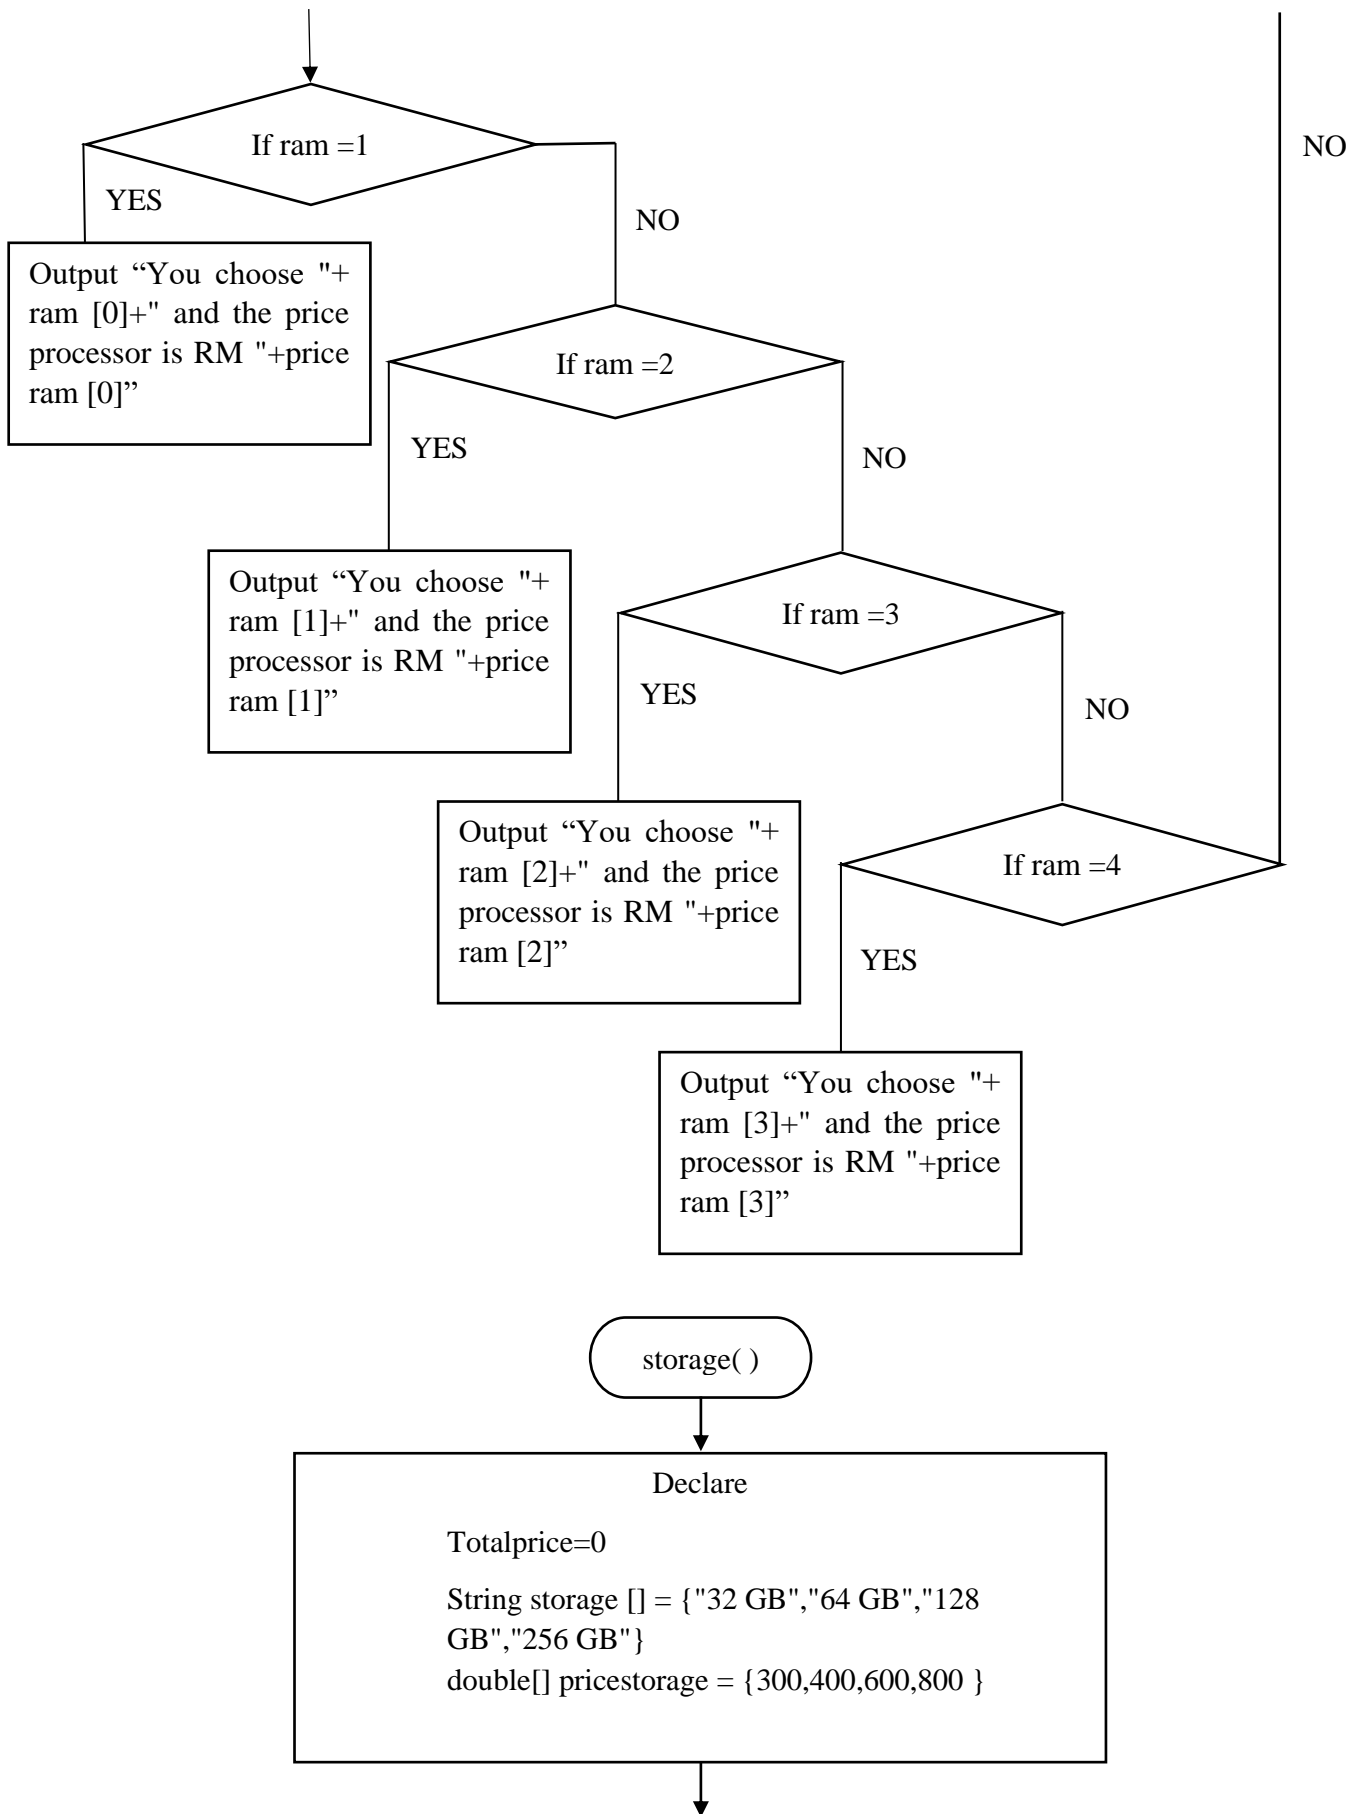 If ram =1
NO
YES
NO
Output “You choose "+
ram [0]+" and the price
processor is RM "+price
ram [0]”
If ram =2
YES
NO
Output “You choose "+
ram [1]+" and the price
processor is RM "+price
ram [1]”
If ram =3
YES
NO
Output “You choose "+
ram [2]+" and the price
processor is RM "+price
ram [2]”
If ram =4
YES
Output “You choose "+
ram [3]+" and the price
processor is RM "+price
ram [3]”
storage( )
Declare
Totalprice=0
String storage [] = {"32 GB","64 GB","128
GB","256 GB"}
double[] pricestorage = {300,400,600,800 }